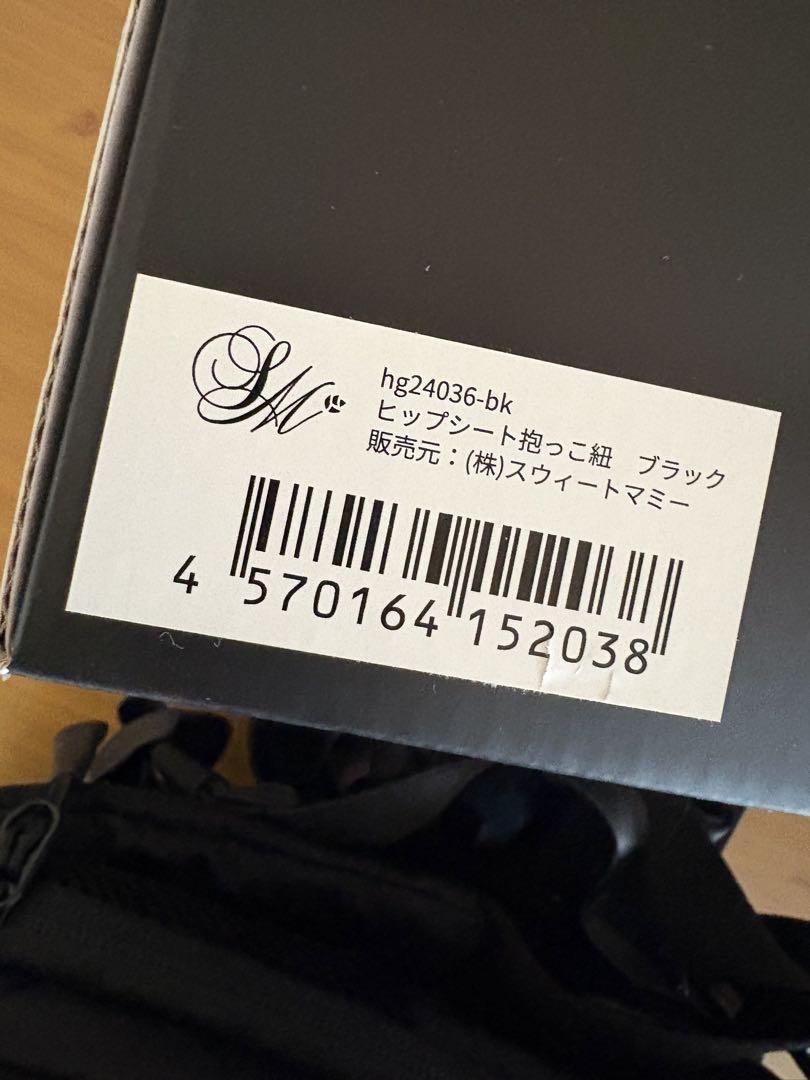 SM
hg24036-bk
ヒップシート抱っこ紐　ブラック
販売元：(株)スウィートマミー
4 570164 152038